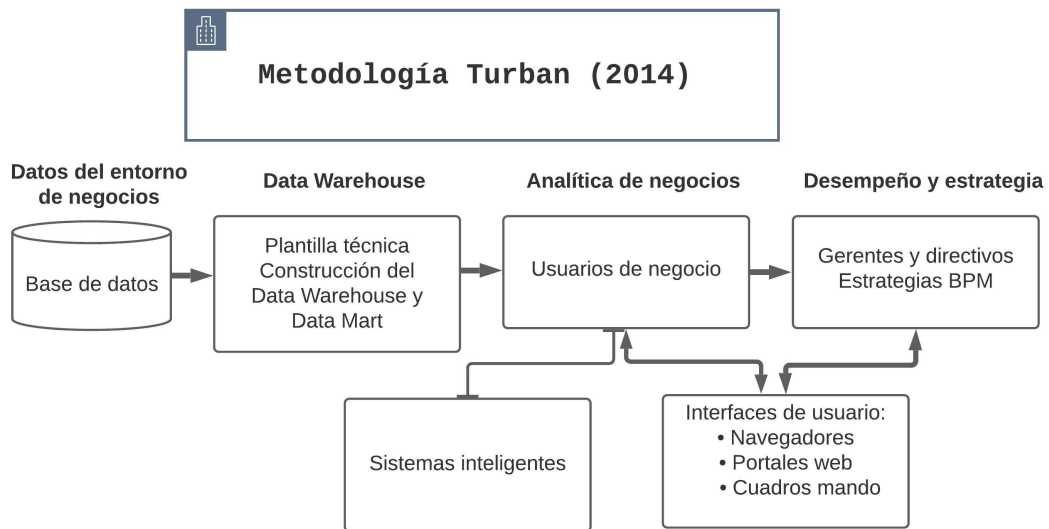 Metodología Turban (2014)
Datos del entorno
de negocios
Data Warehouse
Analítica de negocios
Desempeño y estrategia
Base de datos
Plantilla técnica
Construcción del
Data Warehouse y
Data Mart
Usuarios de negocio
Gerentes y directivos
Estrategias BPM
Sistemas inteligentes
Interfaces de usuario:
• Navegadores
• Portales web
• Cuadros mando